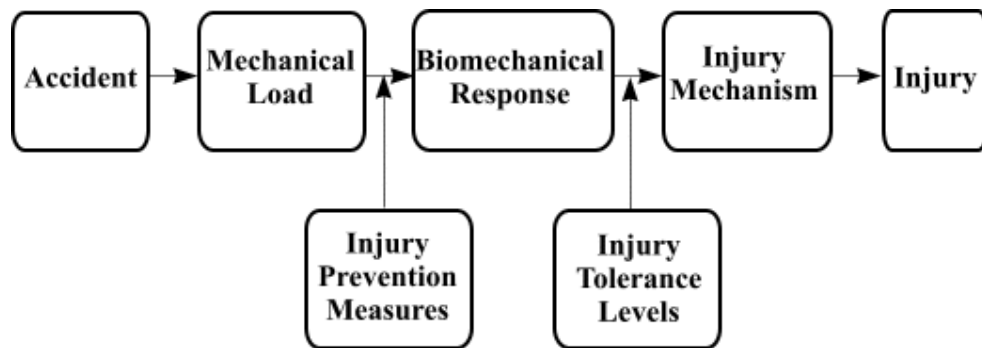 Accident
Mechanical
Load
Biomechanical
Response
Injury
Mechanism
Injury
Injury
Prevention
Measures
Injury
Tolerance
Levels